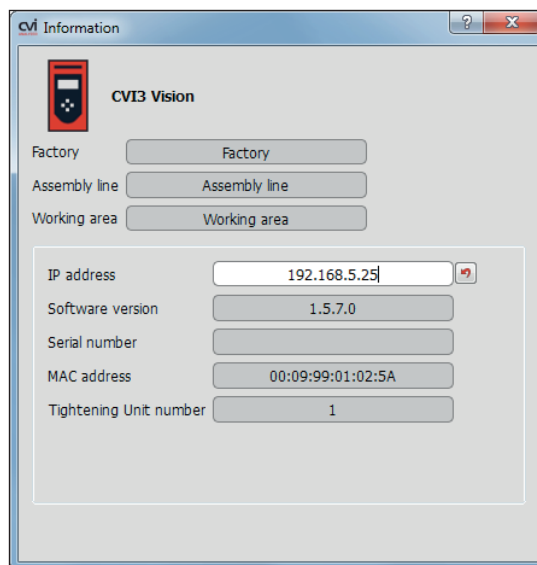 cvi Information
?
CVI3 Vision
Factory Factory
Assembly line Assembly line
Working area Working area
IP address 192.168.5.25
Software version 1.5.7.0
Serial number
MAC address 00:09:99:01:02:5A
Tightening Unit number 1